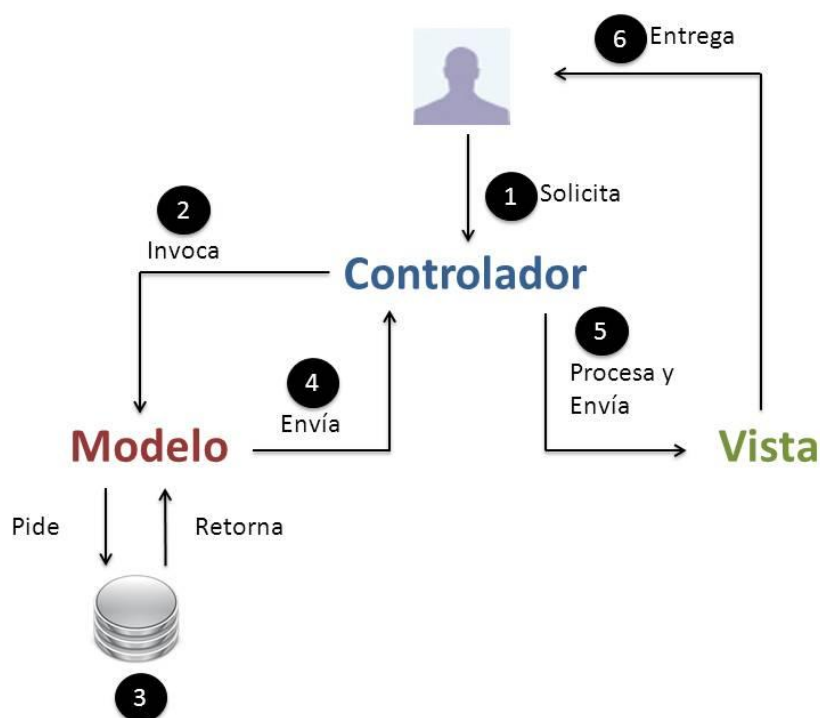 6 Entrega
1 Solicita
2
Invoca
Controlador
5
Procesa y
Envía
4
Envía
Modelo
Vista
Pide
Retorna
3